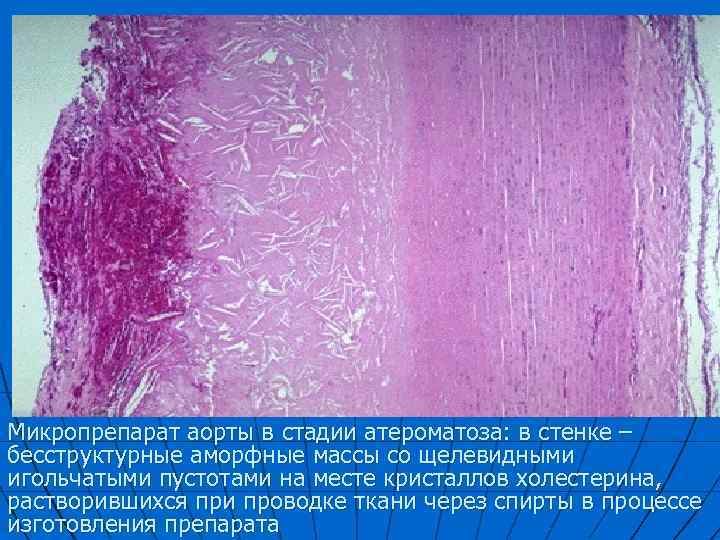 Микропрепарат аорты в стадии атероматоза: в стенке –
бесструктурные аморфные массы со щелевидными
игольчатыми пустотами на месте кристаллов холестерина,
растворившихся при проводке ткани через спирты в процессе
изготовления препарата